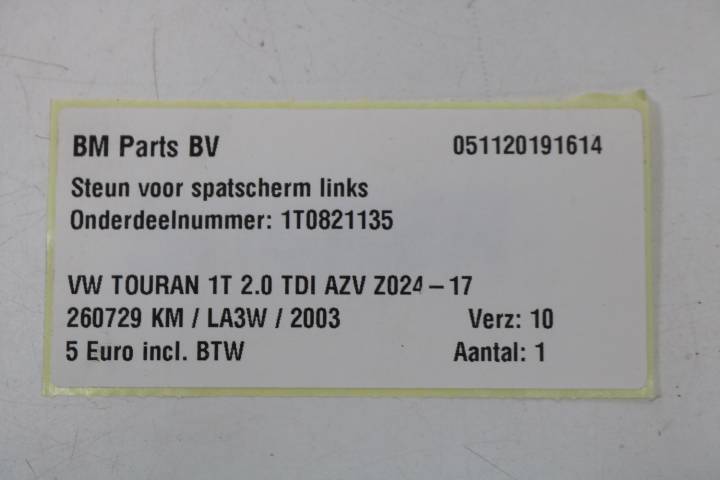 BM Parts BV 051120191614
Steun voor spatscherm links
Onderdeelnummer: 1T0821135
VW TOURAN 1T 2.0 TDI AZV Z024-17
260729 KM / LA3W / 2003 Verz: 10
5 Euro incl. BTW Aantal: 1